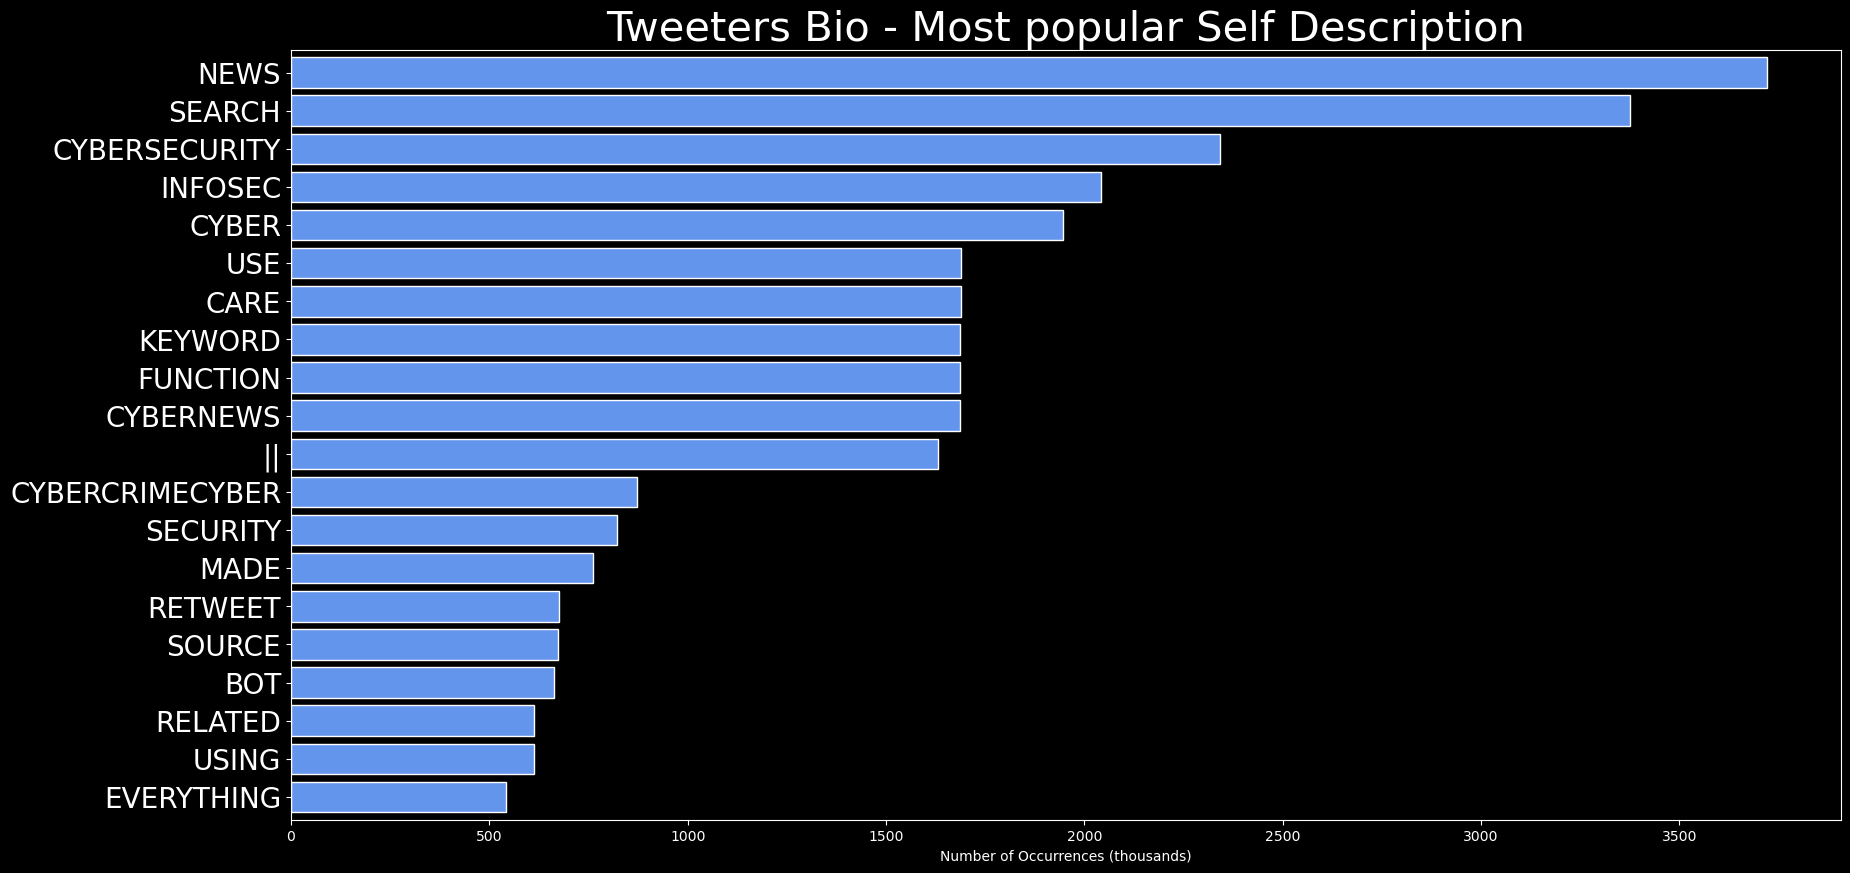 Tweeters Bio - Most popular Self Description
NEWS
SEARCH
CYBERSECURITY
INFOSEC
CYBER
USE
CARE
KEYWORD
FUNCTION
CYBERNEWS
||
CYBERCRIMECYBER
SECURITY
MADE
RETWEET
SOURCE
BOT
RELATED
USING
EVERYTHING
0 500 1000 1500 2000 2500 3000 3500
Number of Occurrences (thousands)